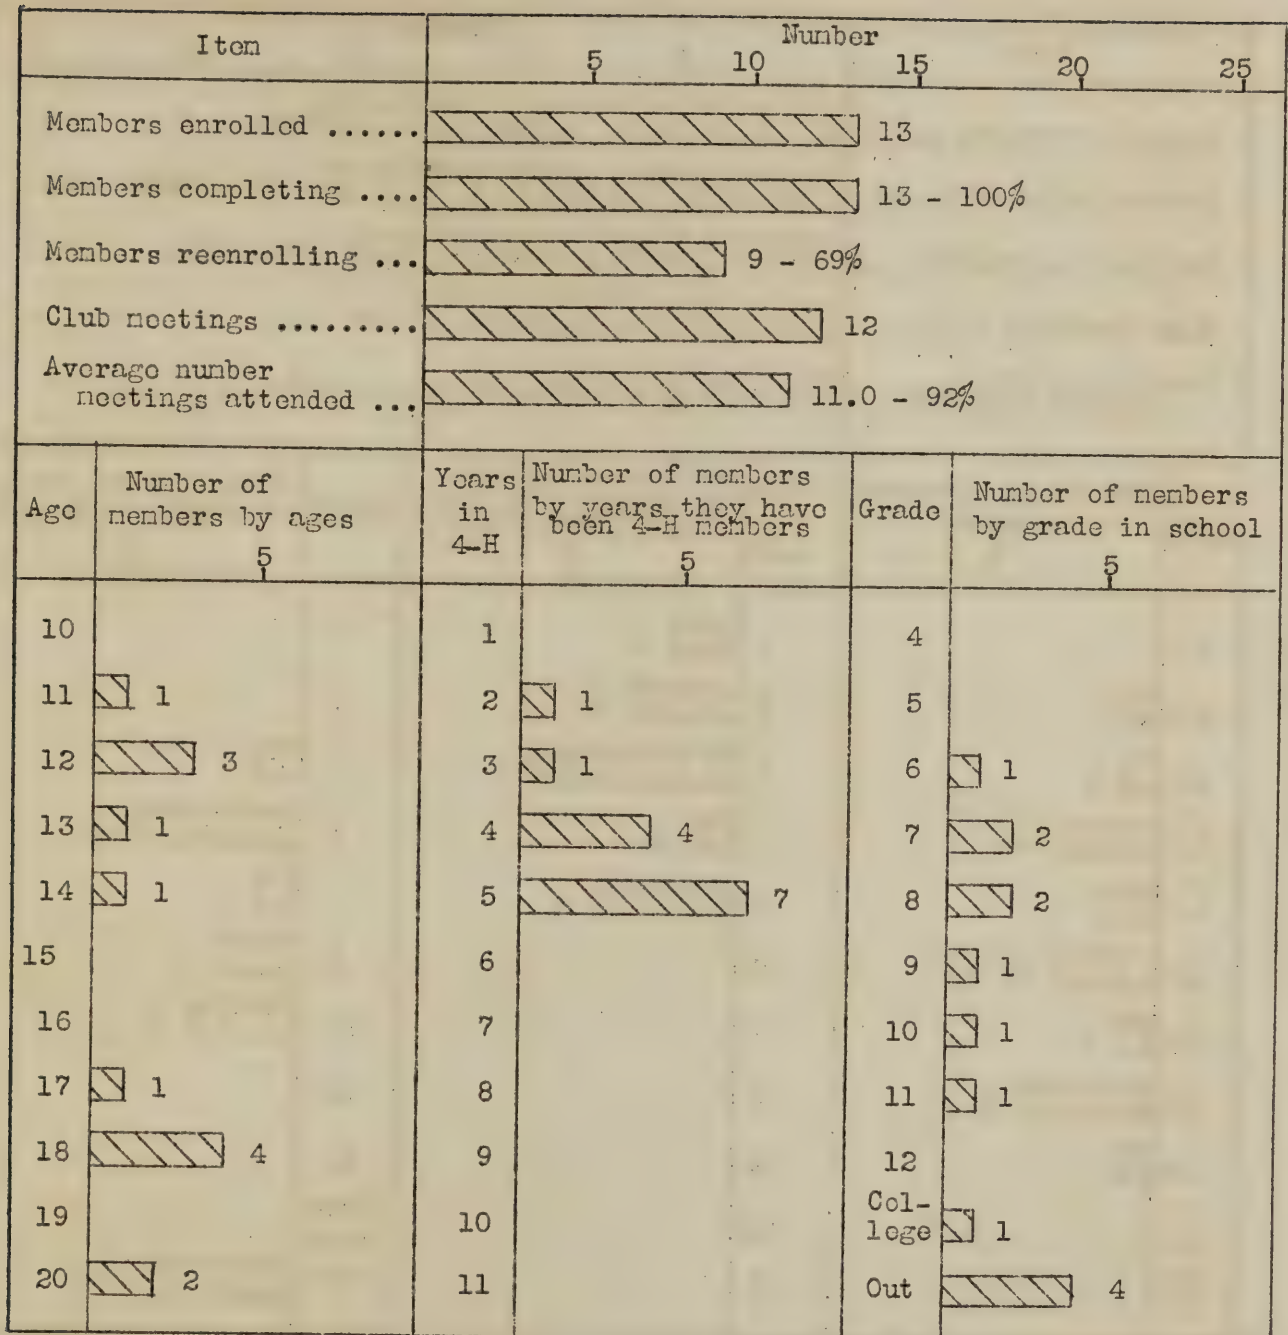 Item
Number
5 10 15 20 25
Members enrolled ...... 13
Members completing .... 13 - 100%
Members reenrolling ... 9 - 69%
Club meetings ......... 12
Average number
meetings attended ... 11.0 - 92%
Age
Number of
members by ages
5
10
11 1
12 3
13 1
14 1
15
16
17 1
18 4
19
20 2
Years
in
4-H
Number of members
by years they have
been 4-H members
5
1
2 1
3 1
4 4
5 7
6
7
8
9
10
11
Grade
Number of members
by grade in school
5
4
5
6 1
7 2
8 2
9 1
10 1
11 1
12
Col-
lege 1
Out 4